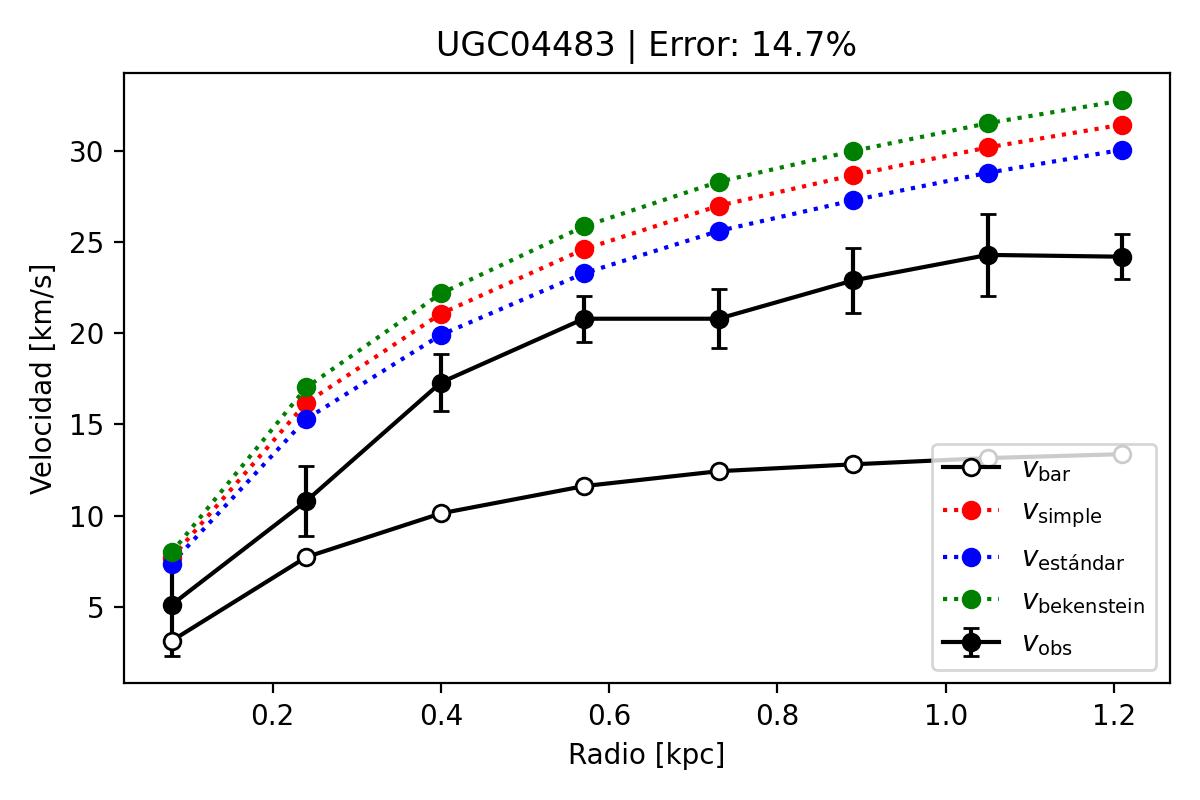 UGC04483 | Error: 14.7%
Velocidad [km/s]
30
25
20
15
10
5
v_bar
v_simple
v_estándar
v_bekenstein
v_obs
0.2 0.4 0.6 0.8 1.0 1.2
Radio [kpc]